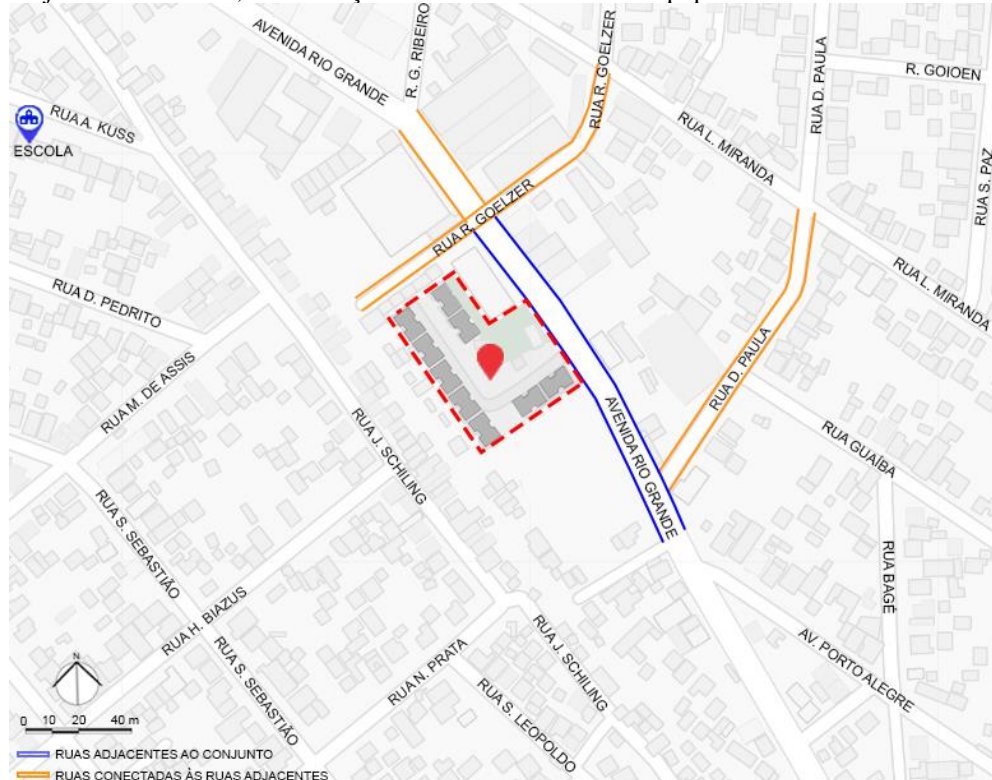 AVENIDA RIO GRANDE
R. G. RIBEIRO
RUA R. GOELZER
RUA D. PAULA
R. GOIOEN
RUA A. KUSS
ESCOLA
RUA L. MIRANDA
RUA S. PAZ
RUA R. GOELZER
RUA D. PEDRITO
RUA L. MIRANDA
RUA M. DE ASSIS
RUA D. PAULA
RUA J. SCHILING
AVENIDA RIO GRANDE
RUA GUAÍBA
RUA S. SEBASTIÃO
RUA BAGÉ
RUA H. BIAZUS
RUA S. SEBASTIÃO
RUA N. PRATA
RUA J. SCHILING
AV. PORTO ALEGRE
RUA S. LEOPOLDO
N
0 10 20 40 m
RUAS ADJACENTES AO CONJUNTO
RUAS CONECTADAS ÀS RUAS ADJACENTES